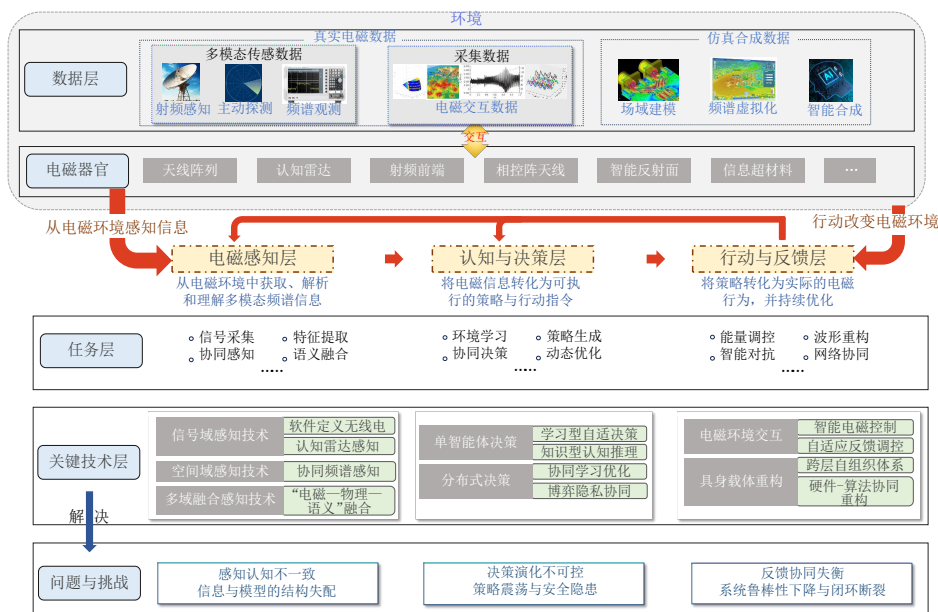 环境
真实电磁数据
仿真合成数据
多模态传感数据
采集数据
数据层
射频感知
主动探测
频谱观测
电磁交互数据
场域建模
频谱虚拟化
智能合成
AI
交互
电磁器官
天线阵列
认知雷达
射频前端
相控阵天线
智能反射面
信息超材料
...
从电磁环境感知信息
行动改变电磁环境
电磁感知层
认知与决策层
行动与反馈层
从电磁环境中获取、解析
和理解多模态频谱信息
将电磁信息转化为可执
行的策略与行动指令
将策略转化为实际的电磁
行为，并持续优化
任务层
信号采集
特征提取
协同感知
语义融合
.....
环境学习
策略生成
协同决策
动态优化
.....
能量调控
波形重构
智能对抗
网络协同
.....
关键技术层
信号域感知技术
软件定义无线电
认知雷达感知
空间域感知技术
协同频谱感知
多域融合感知技术
“电磁—物理—
语义”融合
单智能体决策
学习型自适决策
知识型认知推理
分布式决策
协同学习优化
博弈隐私协同
电磁环境交互
智能电磁控制
自适应反馈调控
具身载体重构
跨层自组织体系
硬件-算法协同
重构
解决
问题与挑战
感知认知不一致
信息与模型的结构失配
决策演化不可控
策略震荡与安全隐患
反馈协同失衡
系统鲁棒性下降与闭环断裂